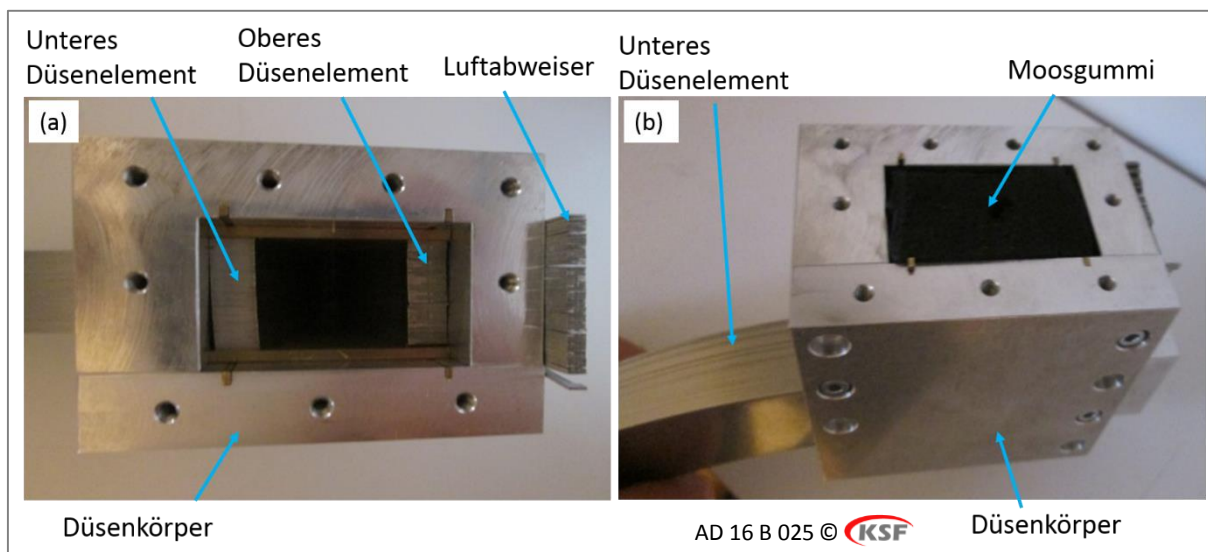 Unteres
Düsenelement
Oberes
Düsenelement
Luftabweiser
(a)
Düsenkörper
Unteres
Düsenelement
Moosgummi
(b)
Düsenkörper
AD 16 B 025 © KSF